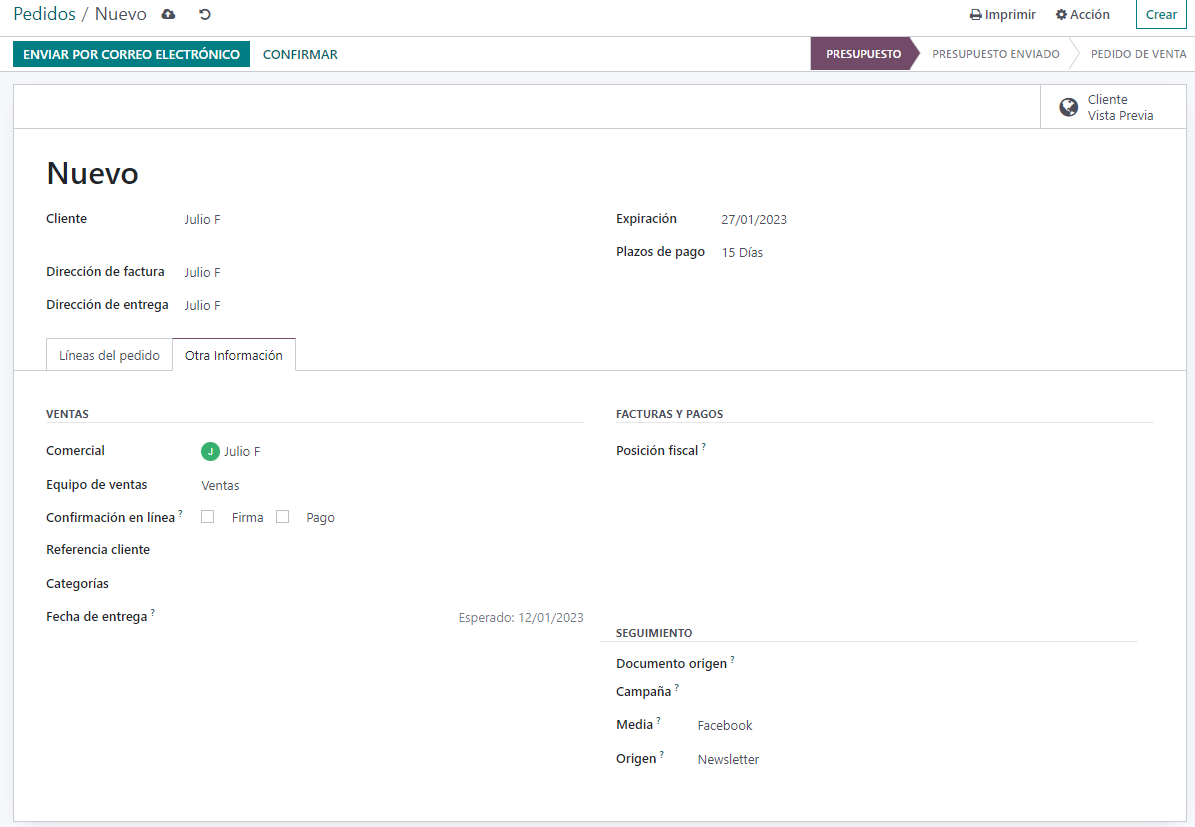 Pedidos / Nuevo
Imprimir Acción Crear
ENVIAR POR CORREO ELECTRÓNICO CONFIRMAR
PRESUPUESTO PRESUPUESTO ENVIADO PEDIDO DE VENTA
Cliente
Vista Previa
Nuevo
Cliente Julio F
Expiración 27/01/2023
Plazos de pago 15 Días
Dirección de factura Julio F
Dirección de entrega Julio F
Líneas del pedido Otra Información
VENTAS
Comercial J Julio F
Equipo de ventas Ventas
Confirmación en línea ? Firma Pago
Referencia cliente
Categorías
Fecha de entrega ? Esperado: 12/01/2023
FACTURAS Y PAGOS
Posición fiscal ?
SEGUIMIENTO
Documento origen ?
Campaña ?
Media ? Facebook
Origen ? Newsletter